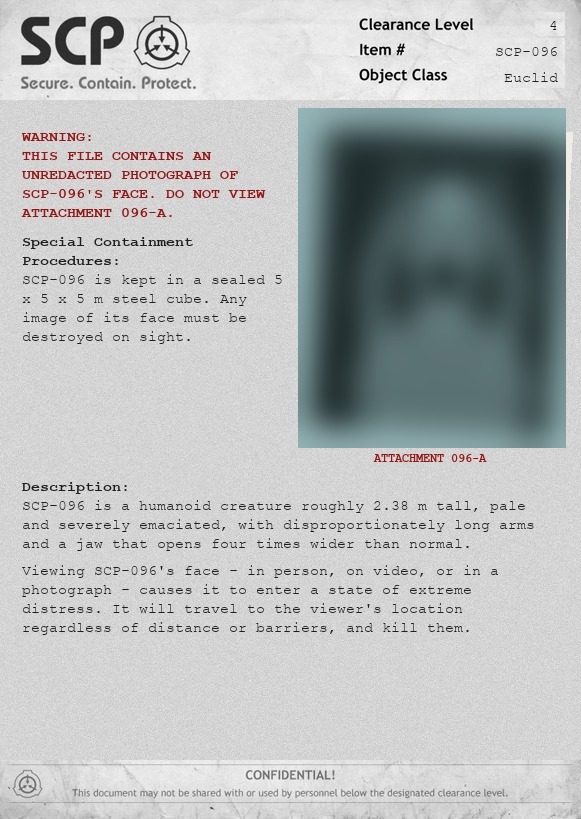 SCP
Secure. Contain. Protect.
Clearance Level 4
Item # SCP-096
Object Class Euclid
WARNING:
THIS FILE CONTAINS AN
UNREDACTED PHOTOGRAPH OF
SCP-096'S FACE. DO NOT VIEW
ATTACHMENT 096-A.
Special Containment
Procedures:
SCP-096 is kept in a sealed 5
x 5 x 5 m steel cube. Any
image of its face must be
destroyed on sight.
ATTACHMENT 096-A
Description:
SCP-096 is a humanoid creature roughly 2.38 m tall, pale
and severely emaciated, with disproportionately long arms
and a jaw that opens four times wider than normal.
Viewing SCP-096's face - in person, on video, or in a
photograph - causes it to enter a state of extreme
distress. It will travel to the viewer's location
regardless of distance or barriers, and kill them.
CONFIDENTIAL!
This document may not be shared with or used by personnel below the designated clearance level.